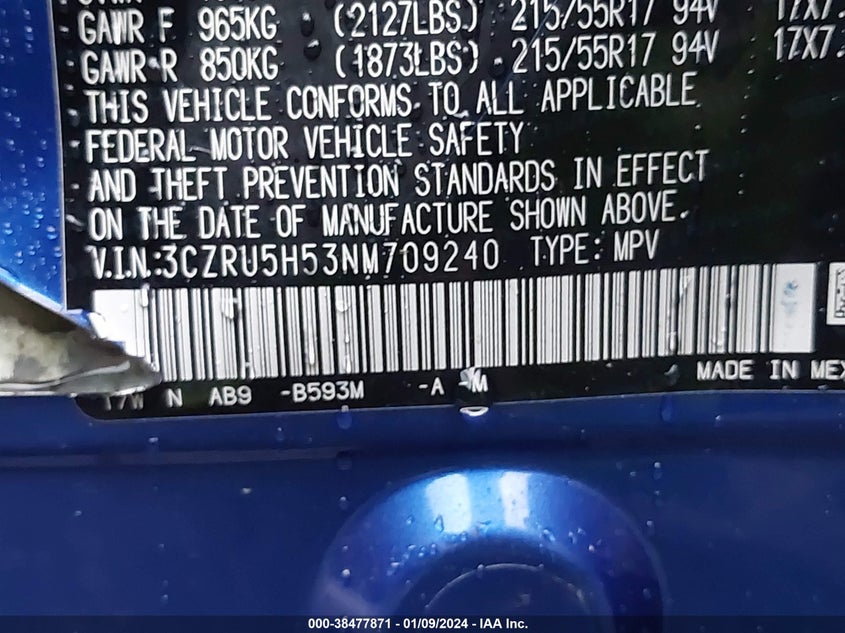 GAWR F 965KG (2127LBS) 215/55R17 94V 17X7.
GAWR R 850KG (1873LBS) 215/55R17 94V 17X7.
THIS VEHICLE CONFORMS TO ALL APPLICABLE
FEDERAL MOTOR VEHICLE SAFETY
AND THEFT PREVENTION STANDARDS IN EFFECT
ON THE DATE OF MANUFACTURE SHOWN ABOVE.
V.I.N.:3CZRU5H53NM709240 TYPE: MPV
N AB9 -B593M -A -M MADE IN MEX
000-38477871 - 01/09/2024 - IAA Inc.